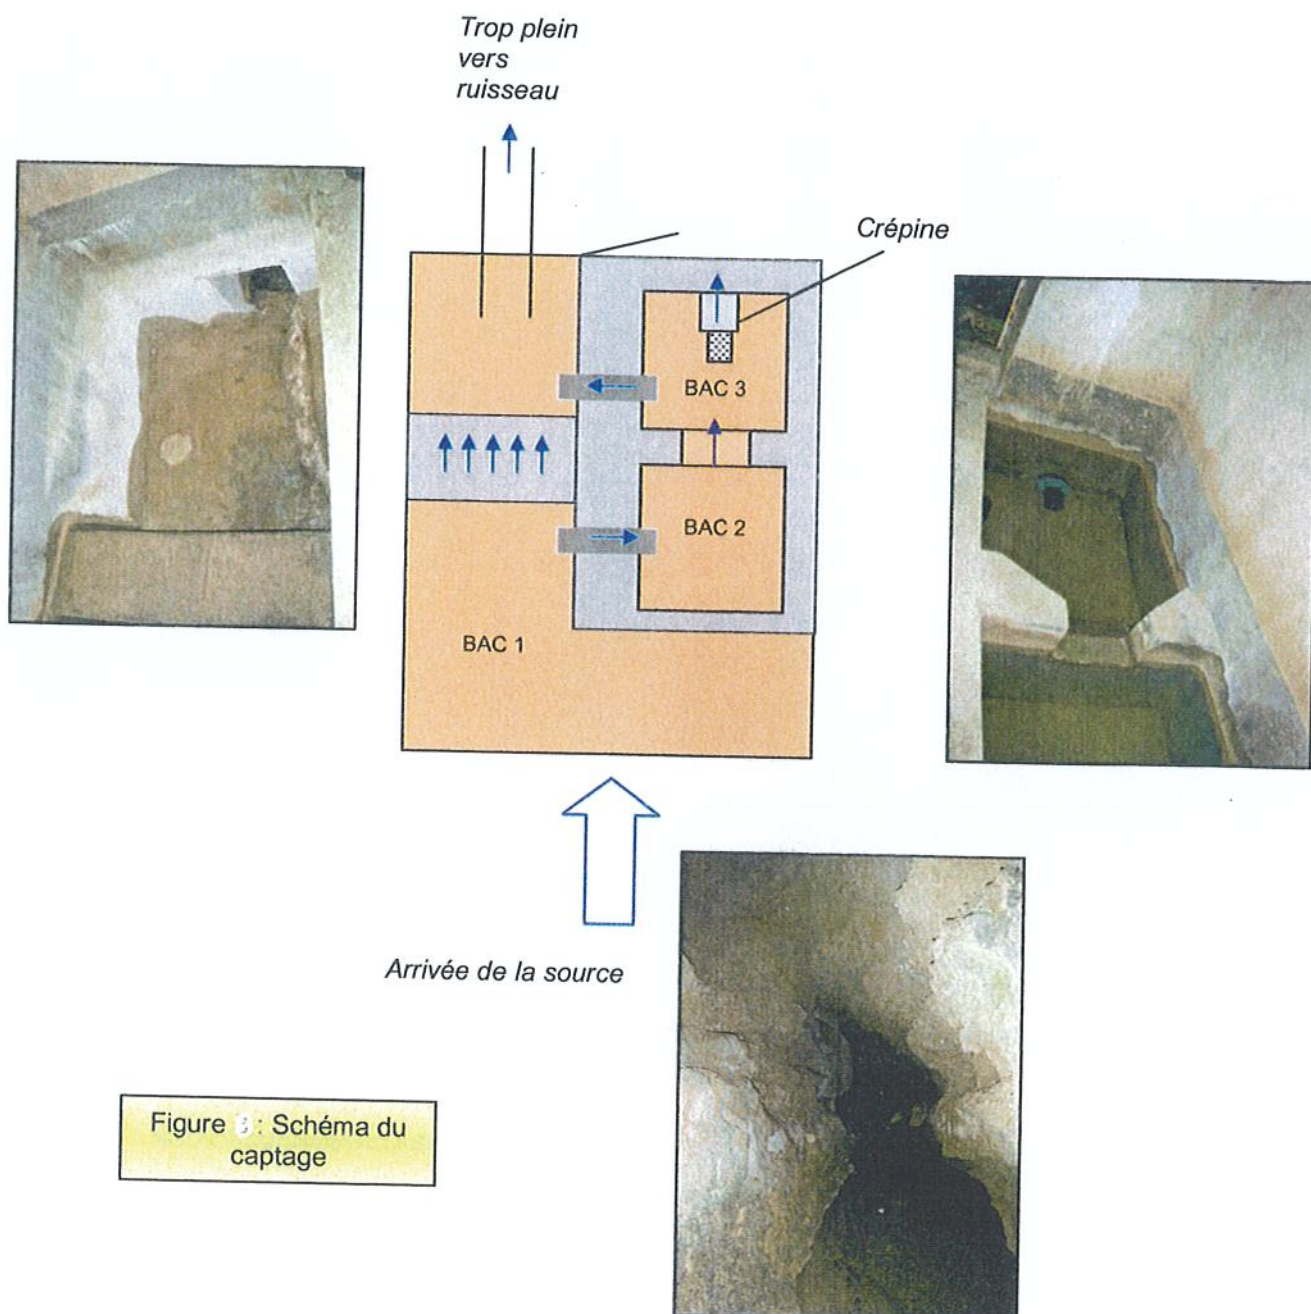 Trop plein
vers
ruisseau
Crépine
BAC 3
BAC 2
BAC 1
Arrivée de la source
Figure : Schéma du
captage